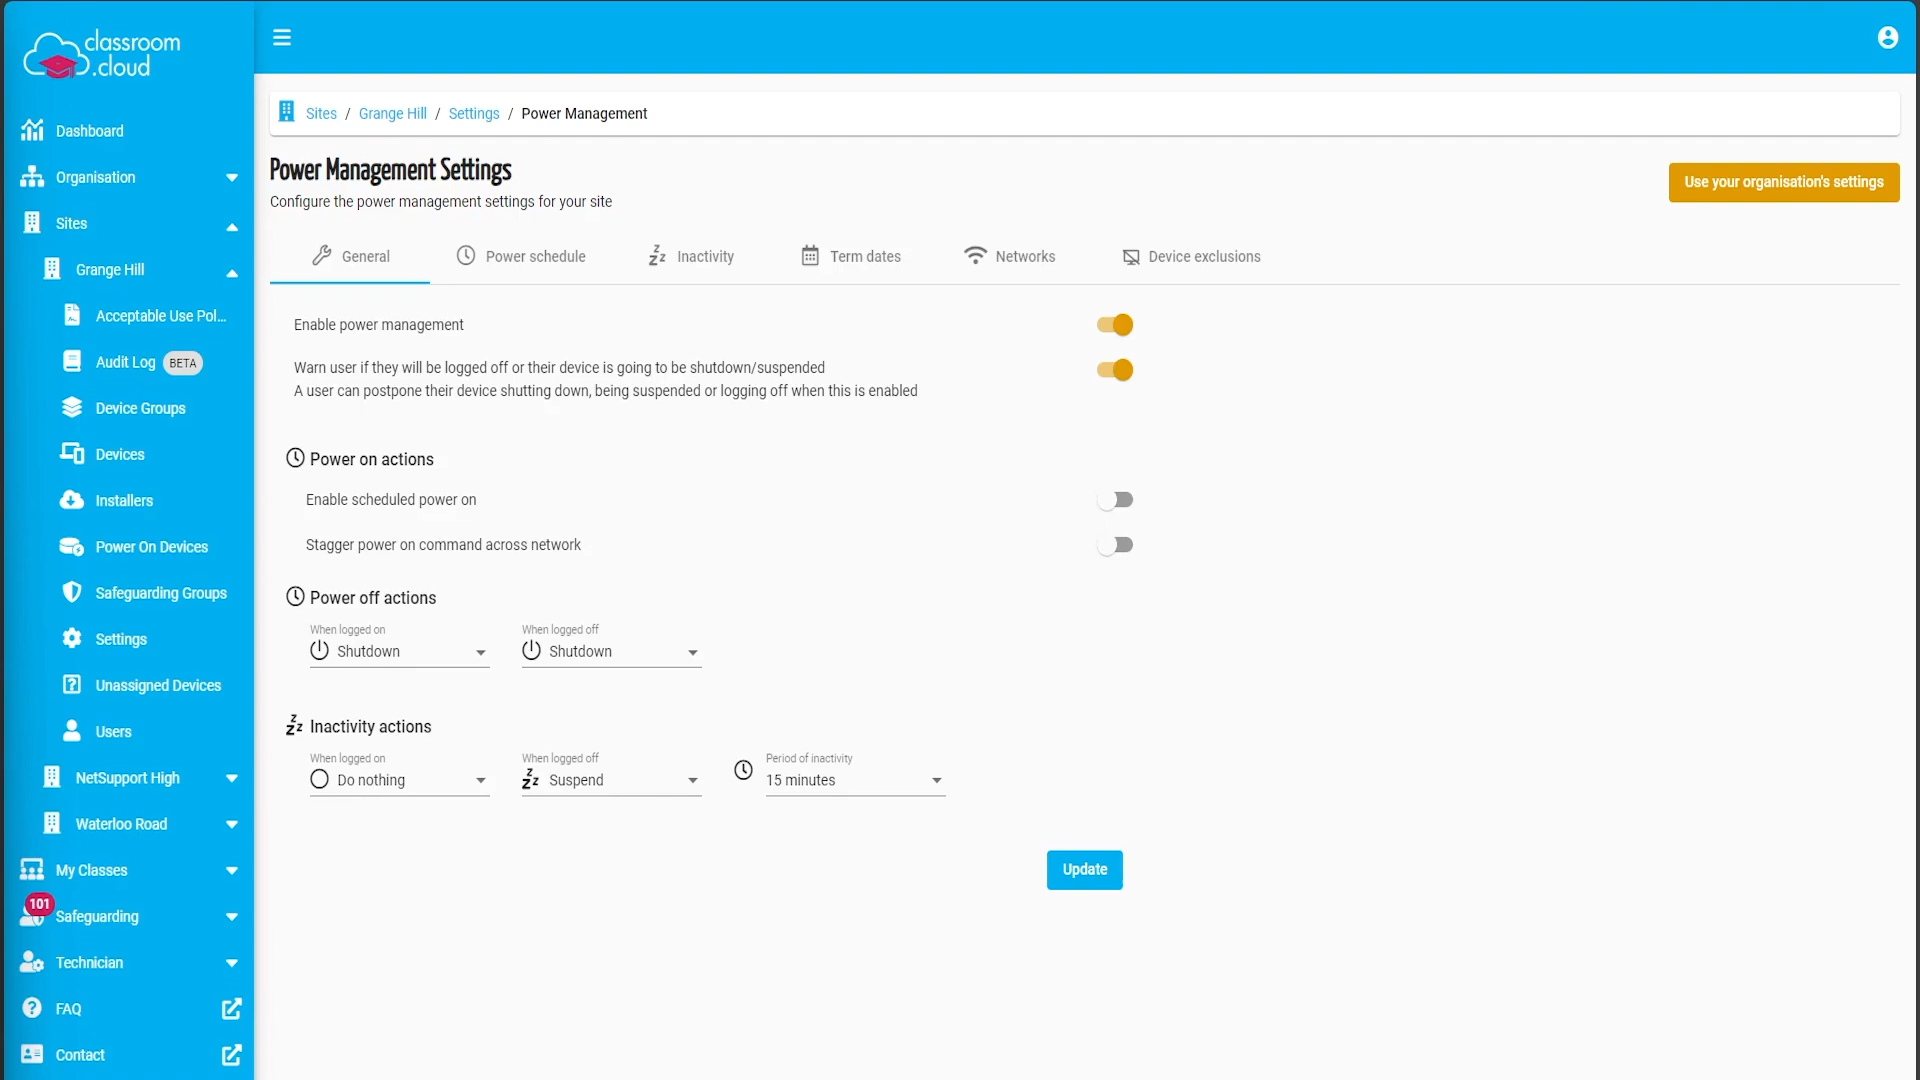 classroom
.cloud
Dashboard
Organisation
Sites
Grange Hill
Acceptable Use Pol...
Audit Log BETA
Device Groups
Devices
Installers
Power On Devices
Safeguarding Groups
Settings
Unassigned Devices
Users
NetSupport High
Waterloo Road
My Classes
101
Safeguarding
Technician
FAQ
Contact
Sites / Grange Hill / Settings / Power Management
Power Management Settings
Configure the power management settings for your site
Use your organisation's settings
General Power schedule Inactivity Term dates Networks Device exclusions
Enable power management
Warn user if they will be logged off or their device is going to be shutdown/suspended
A user can postpone their device shutting down, being suspended or logging off when this is enabled
Power on actions
Enable scheduled power on
Stagger power on command across network
Power off actions
When logged on When logged off
Shutdown Shutdown
Inactivity actions
When logged on When logged off Period of inactivity
Do nothing Suspend 15 minutes
Update